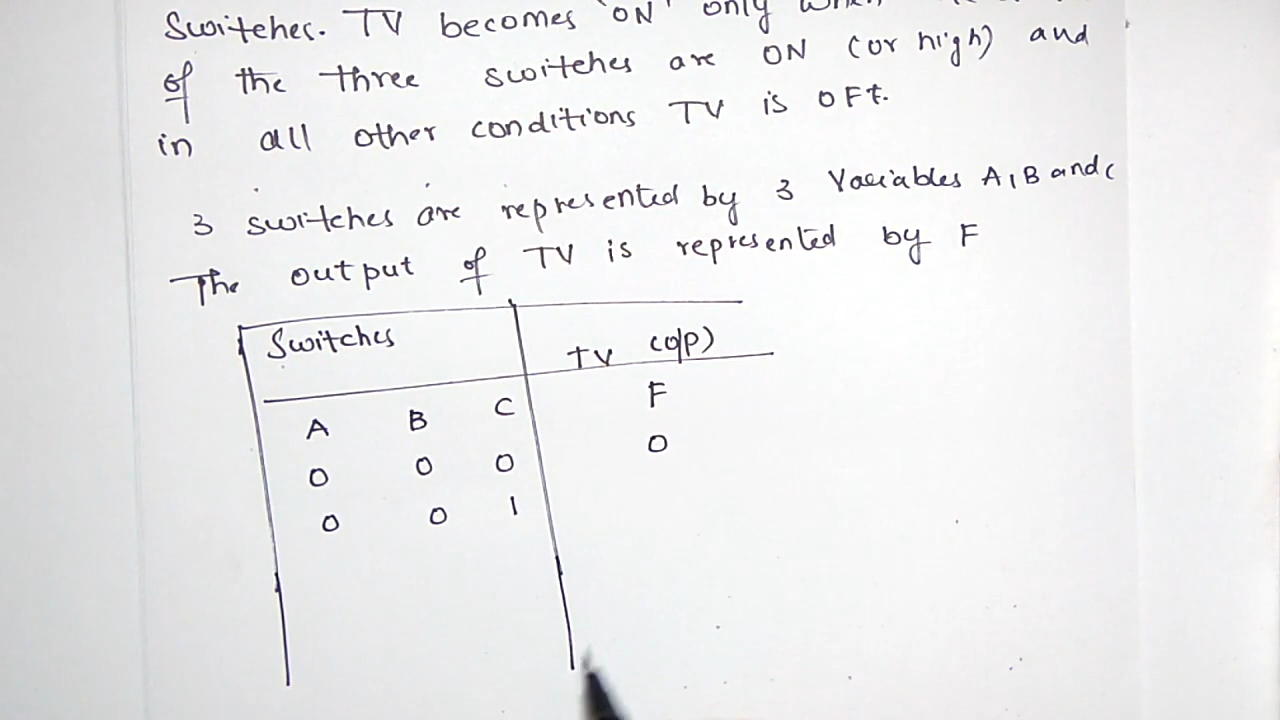 Switches. TV becomes 'ON' only when
of the three switches are ON (or high) and
in all other conditions TV is OFF.
3 switches are represented by 3 Variables A, B and C
The output of TV is represented by F
Switches TV (O/P)
A B C F
0 0 0 0
0 0 1